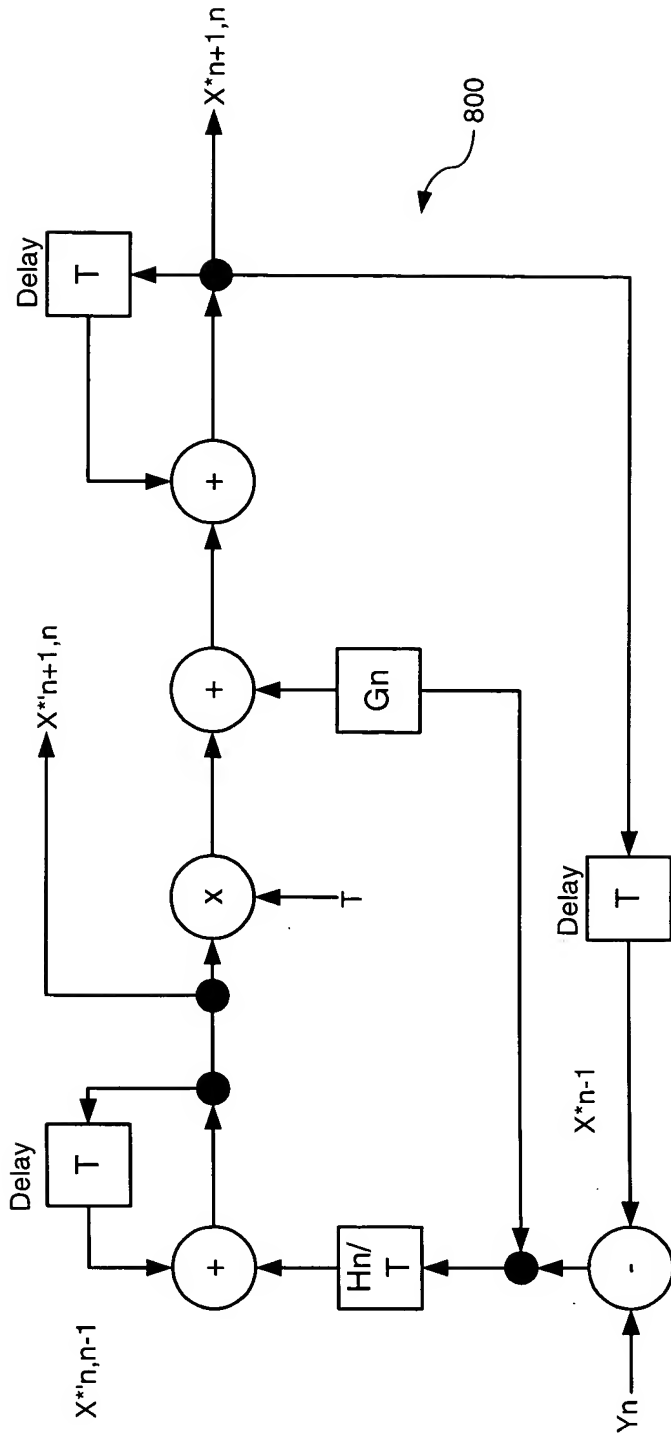 Delay
T
X*n+1,n
800
+
X*'n+1,n
+
Gn
x
T
Delay
T
X*n-1
Delay
T
X*'n,n-1
+
Hn/
T
-
Yn